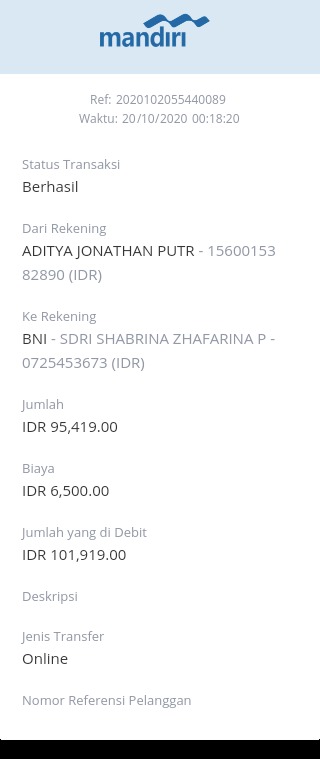 mandiri
Ref: 2020102055440089
Waktu: 20/10/2020 00:18:20
Status Transaksi
Berhasil
Dari Rekening
ADITYA JONATHAN PUTR - 15600153
82890 (IDR)
Ke Rekening
BNI - SDRI SHABRINA ZHAFARINA P -
0725453673 (IDR)
Jumlah
IDR 95,419.00
Biaya
IDR 6,500.00
Jumlah yang di Debit
IDR 101,919.00
Deskripsi
Jenis Transfer
Online
Nomor Referensi Pelanggan